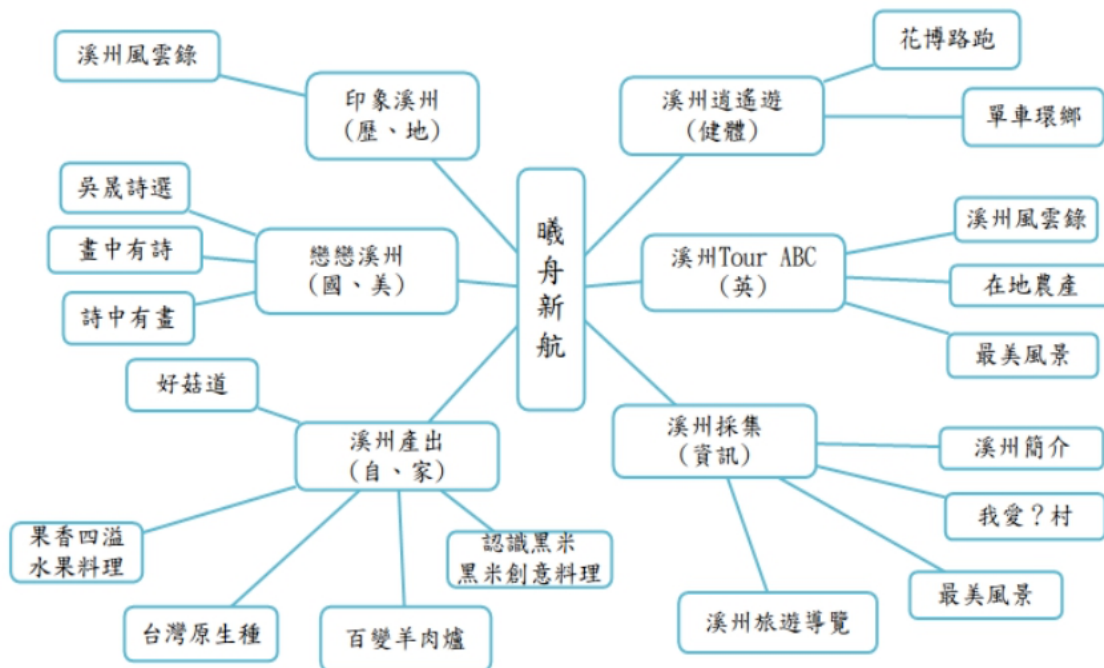 溪州風雲錄
印象溪州
(歷、地)
吳晟詩選
畫中有詩
詩中有畫
戀戀溪州
(國、美)
好菇道
溪州產出
(自、家)
果香四溢
水果料理
台灣原生種
百變羊肉爐
認識黑米
黑米創意料理
曦舟新航
花博路跑
溪州逍遙遊
(健體)
單車環鄉
溪州風雲錄
溪州Tour ABC
(英)
在地農產
最美風景
溪州採集
(資訊)
溪州簡介
我愛？村
最美風景
溪州旅遊導覽